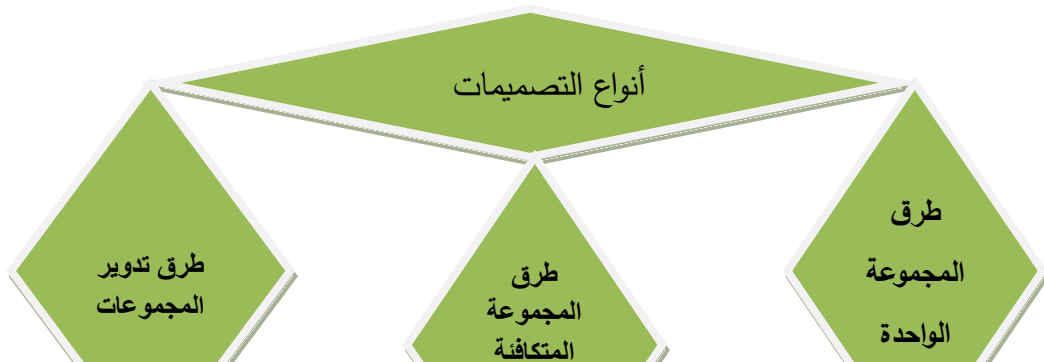 أنواع التصميمات
طرق
المجموعة
الواحدة
طرق
المجموعة
المتكافئة
طرق تدوير
المجموعات